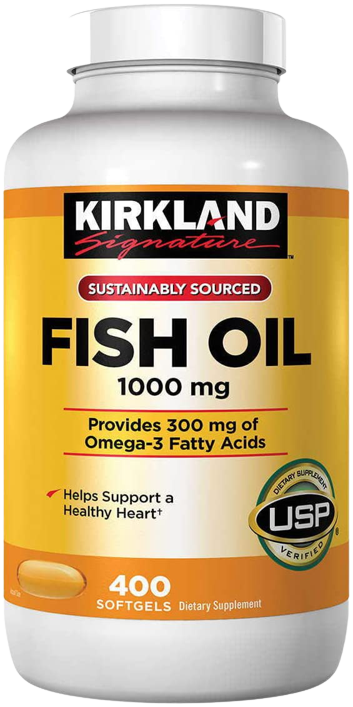 KIRKLAND
Signature™
SUSTAINABLY SOURCED
FISH OIL
1000 mg
Provides 300 mg of
Omega-3 Fatty Acids
Helps Support a
Healthy Heart†
DIETARY SUPPLEMENT
USP®
VERIFIED
400
SOFTGELS Dietary Supplement